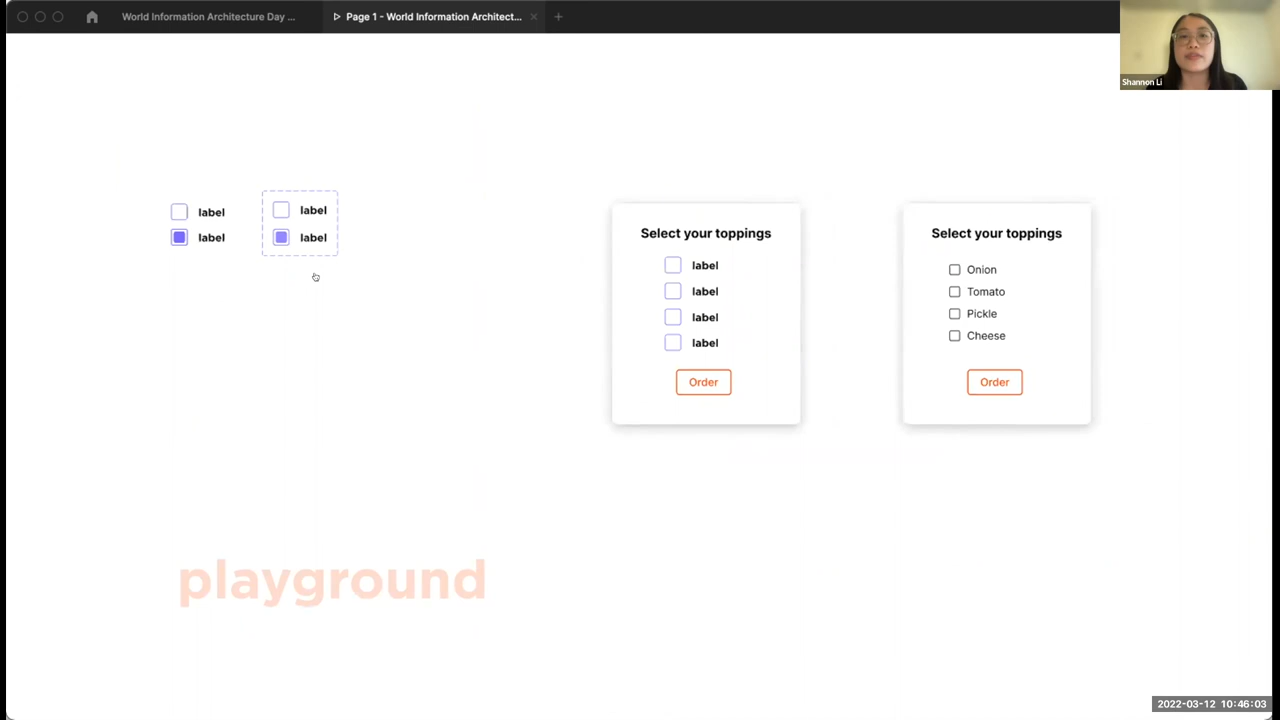 World Information Architecture Day ...
Page 1 - World Information Architect...
Shannon Li
label
label
label
label
Select your toppings
label
label
label
label
Order
Select your toppings
Onion
Tomato
Pickle
Cheese
Order
playground
2022-03-12 10:46:03